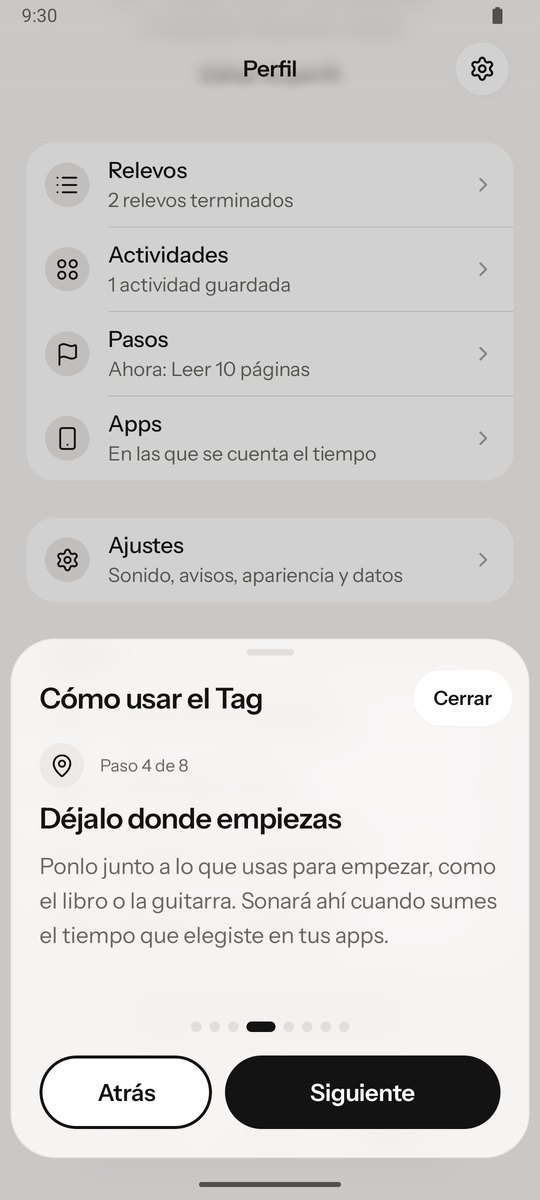 9:30
Perfil
Relevos
2 relevos terminados
Actividades
1 actividad guardada
Pasos
Ahora: Leer 10 páginas
Apps
En las que se cuenta el tiempo
Ajustes
Sonido, avisos, apariencia y datos
Cómo usar el Tag
Cerrar
Paso 4 de 8
Déjalo donde empiezas
Ponlo junto a lo que usas para empezar, como
el libro o la guitarra. Sonará ahí cuando sumes
el tiempo que elegiste en tus apps.
Atrás
Siguiente